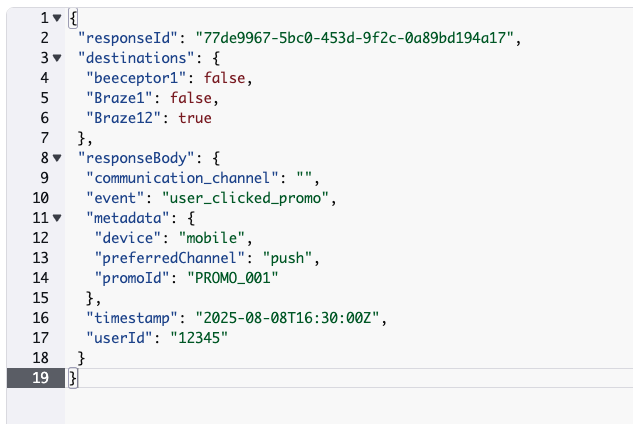 1 {
2 "responseId": "77de9967-5bc0-453d-9f2c-0a89bd194a17",
3 "destinations": {
4 "beeceptor1": false,
5 "Braze1": false,
6 "Braze12": true
7 },
8 "responseBody": {
9 "communication_channel": "",
10 "event": "user_clicked_promo",
11 "metadata": {
12 "device": "mobile",
13 "preferredChannel": "push",
14 "promoId": "PROMO_001"
15 },
16 "timestamp": "2025-08-08T16:30:00Z",
17 "userId": "12345"
18 }
19 }